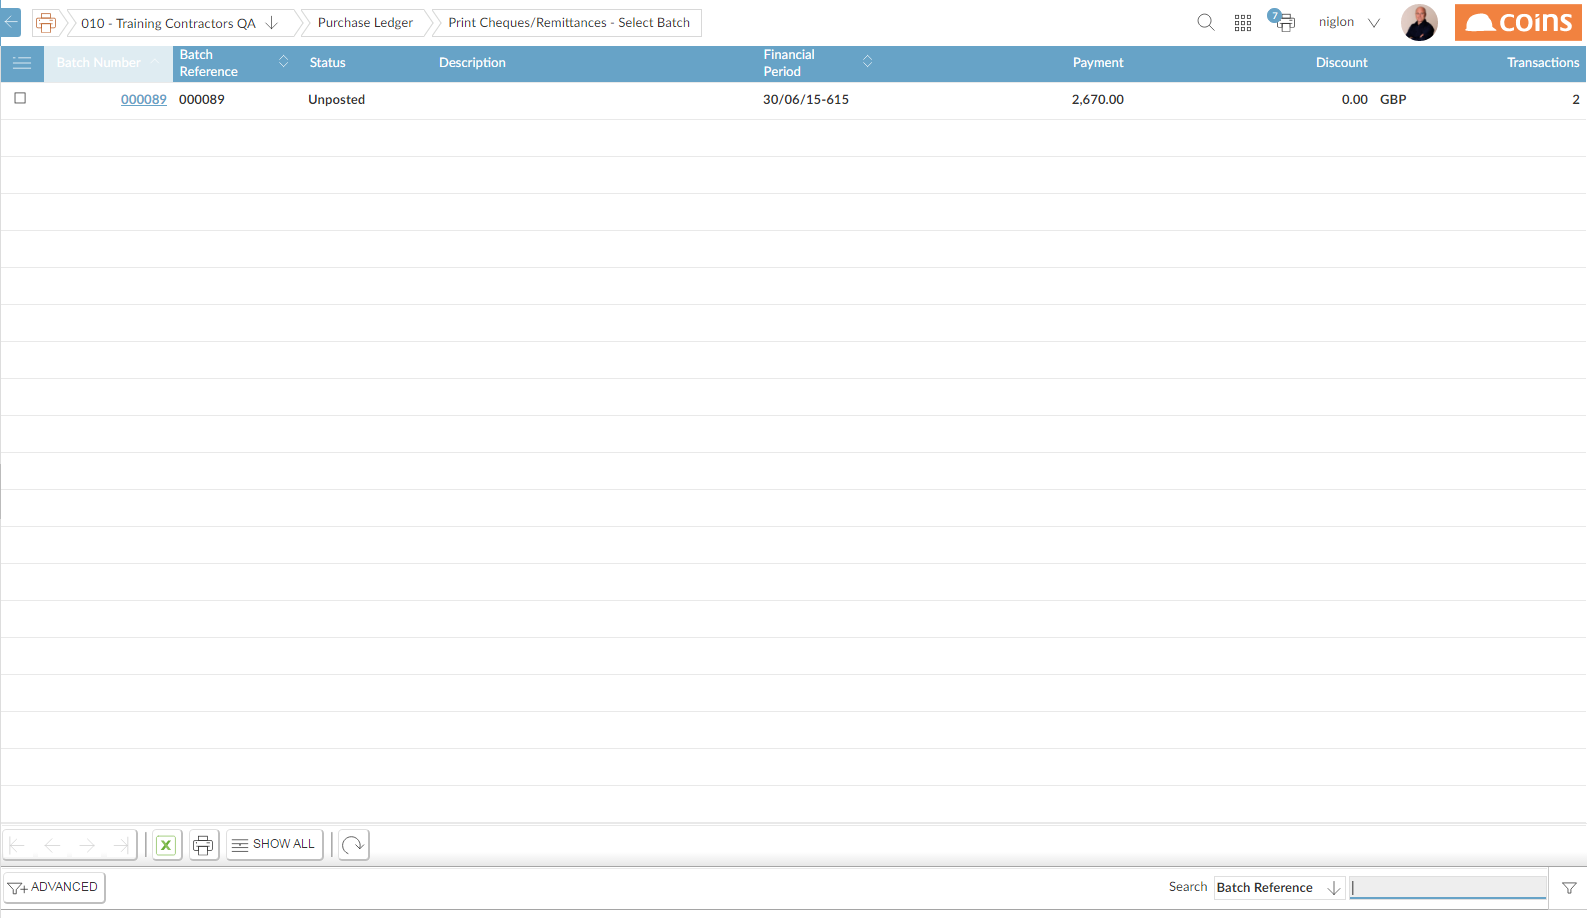 010 - Training Contractors QA
Purchase Ledger
Print Cheques/Remittances - Select Batch
7
niglon
coins
Batch Number
Batch
Reference
Status
Description
Financial
Period
Payment
Discount
Transactions
000089 000089 Unposted 30/06/15-615 2,670.00 0.00 GBP 2
X
SHOW ALL
ADVANCED
Search Batch Reference